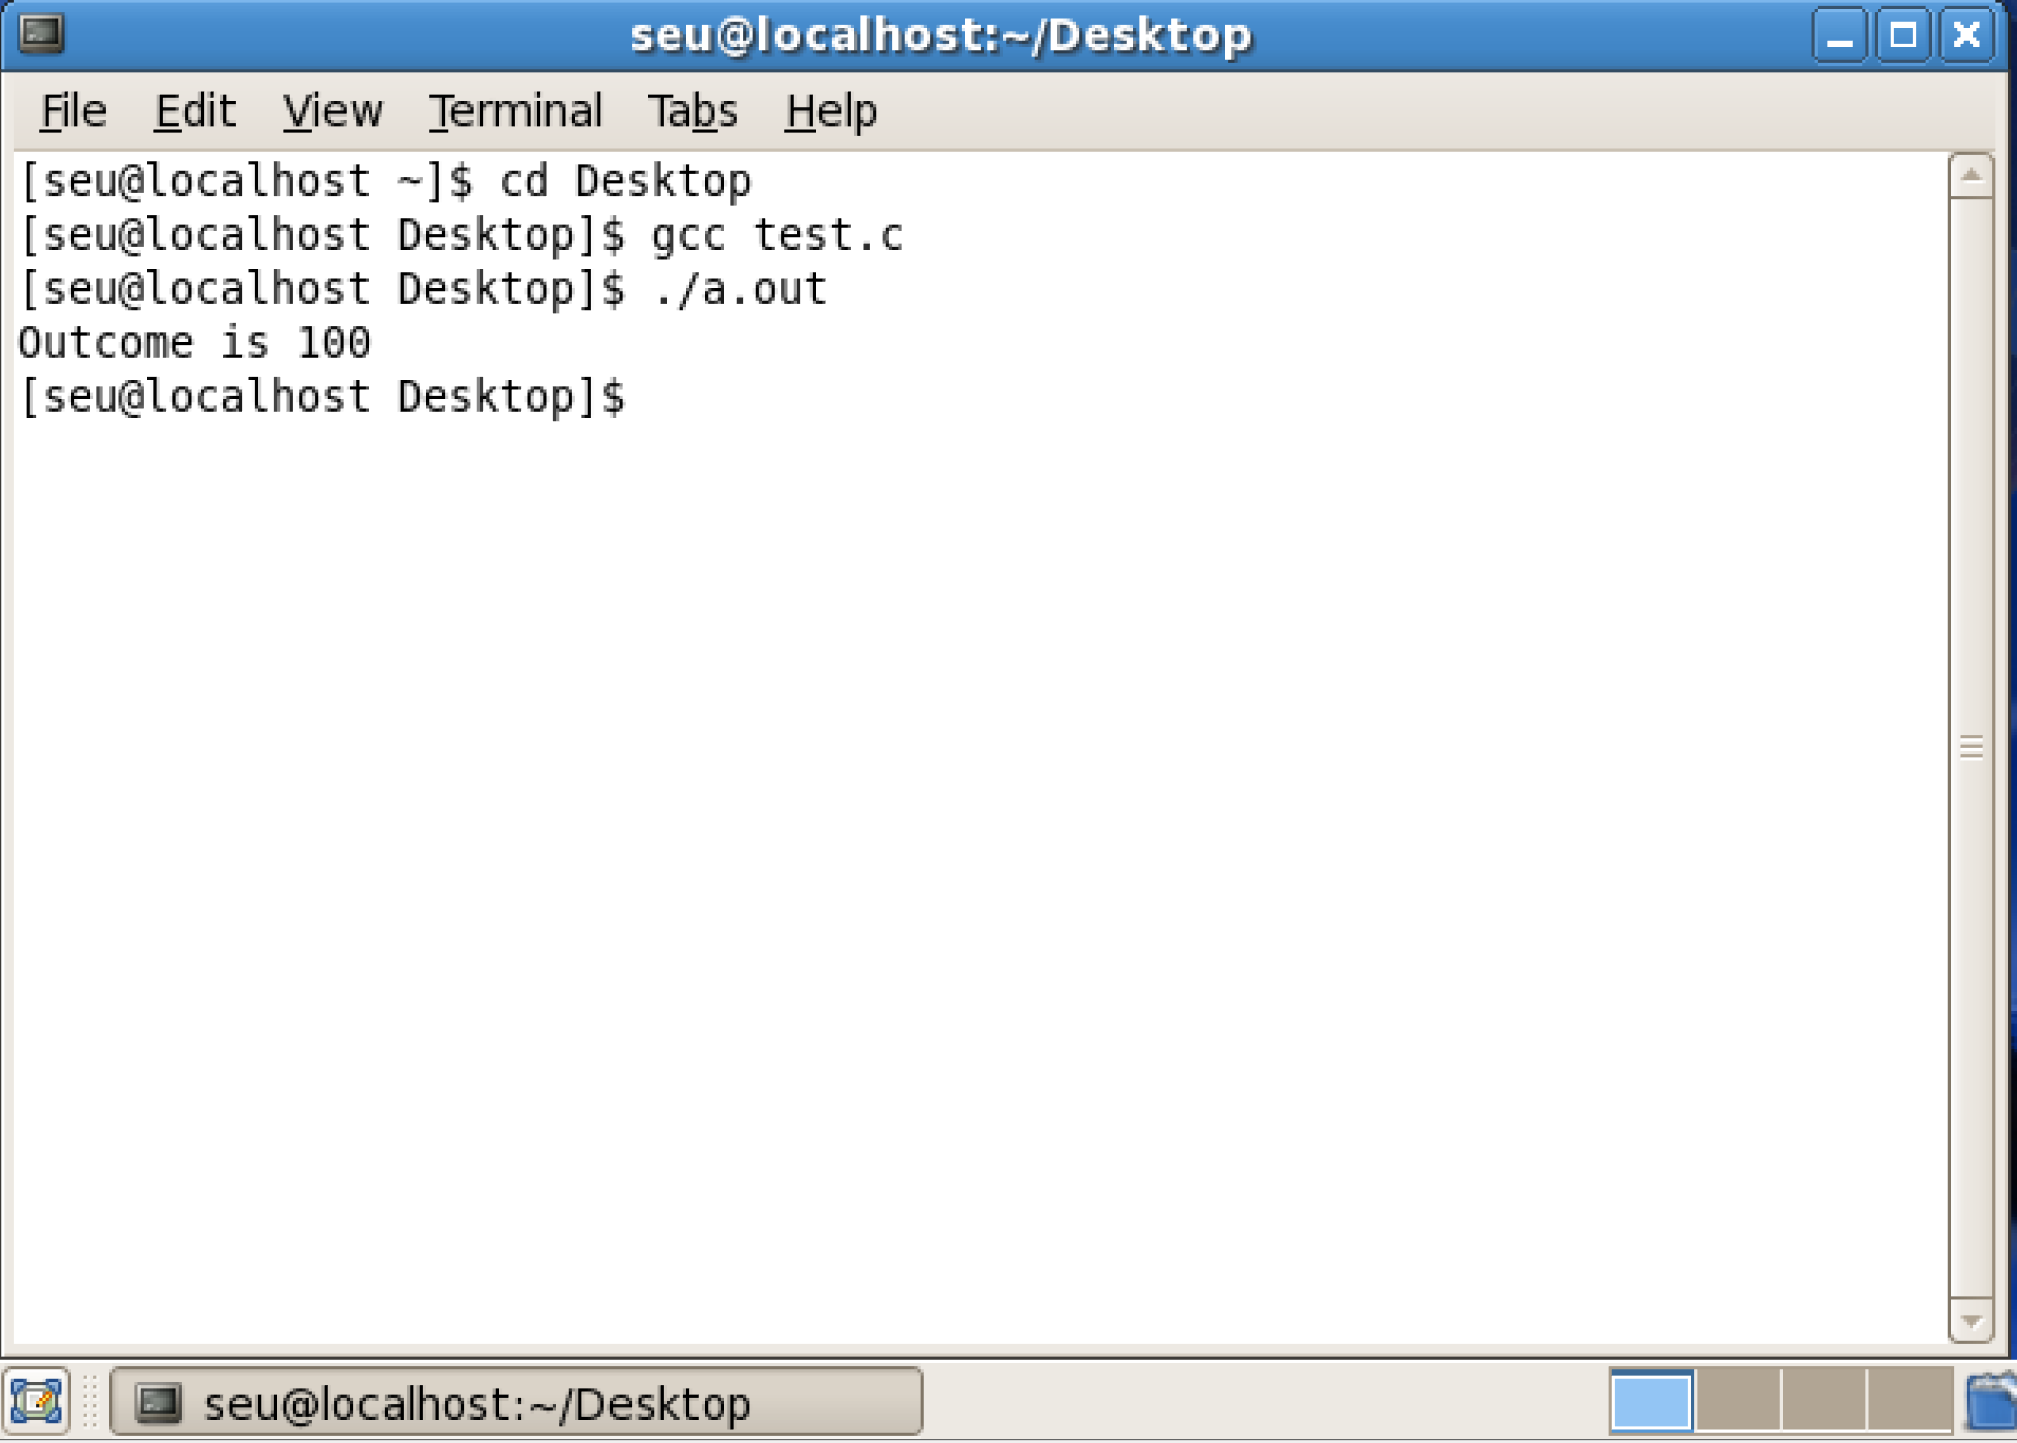 seu@localhost:~/Desktop
File Edit View Terminal Tabs Help
[seu@localhost ~]$ cd Desktop
[seu@localhost Desktop]$ gcc test.c
[seu@localhost Desktop]$ ./a.out
Outcome is 100
[seu@localhost Desktop]$
seu@localhost:~/Desktop